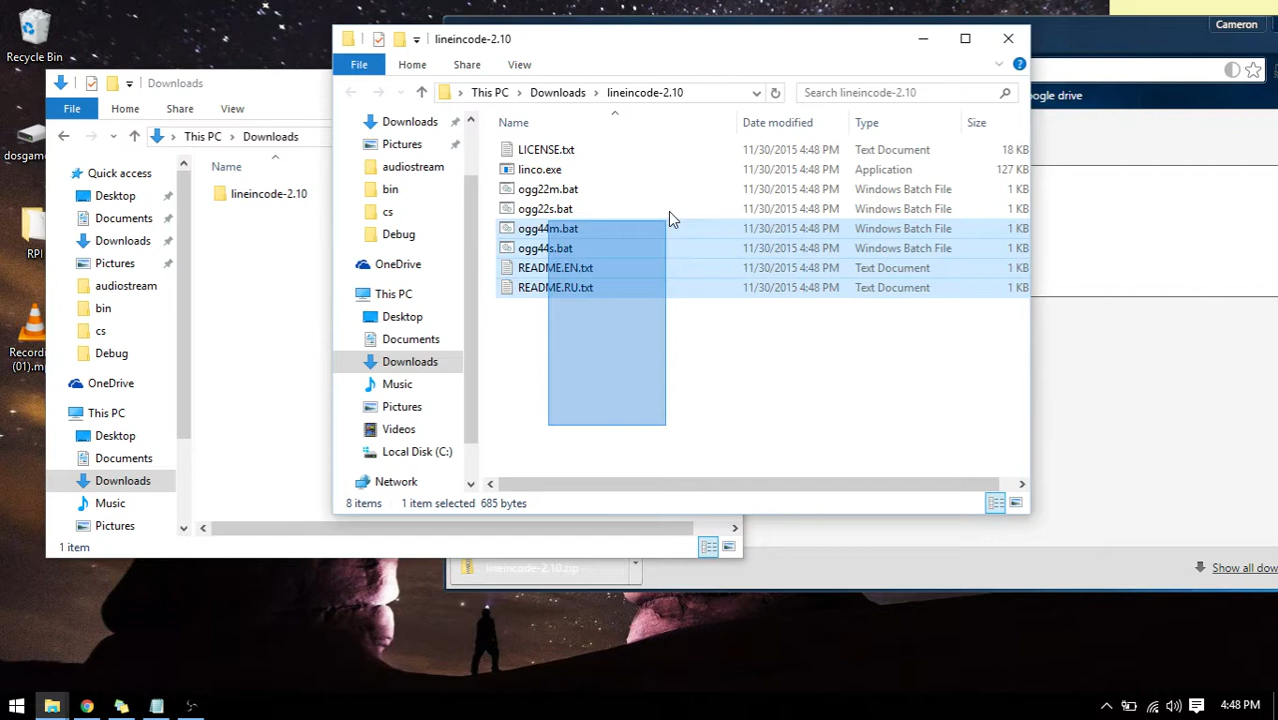 Recycle Bin
dosgame
RPI
Recordi
(01).m
Cameron
oogle drive
Downloads
File Home Share View
This PC > Downloads
Quick access
Desktop
Documents
Downloads
Pictures
audiostream
bin
cs
Debug
OneDrive
This PC
Desktop
Documents
Downloads
Music
Pictures
Name
lineincode-2.10
1 item
lineincode-2.10
File Home Share View
This PC > Downloads > lineincode-2.10
Search lineincode-2.10
Downloads
Pictures
audiostream
bin
cs
Debug
OneDrive
This PC
Desktop
Documents
Downloads
Music
Pictures
Videos
Local Disk (C:)
Network
Name Date modified Type Size
LICENSE.txt 11/30/2015 4:48 PM Text Document 18 KB
linco.exe 11/30/2015 4:48 PM Application 127 KB
ogg22m.bat 11/30/2015 4:48 PM Windows Batch File 1 KB
ogg22s.bat 11/30/2015 4:48 PM Windows Batch File 1 KB
ogg44m.bat 11/30/2015 4:48 PM Windows Batch File 1 KB
ogg44s.bat 11/30/2015 4:48 PM Windows Batch File 1 KB
README.EN.txt 11/30/2015 4:48 PM Text Document 1 KB
README.RU.txt 11/30/2015 4:48 PM Text Document 1 KB
8 items 1 item selected 685 bytes
lineincode-2.10.zip
Show all dow
4:48 PM